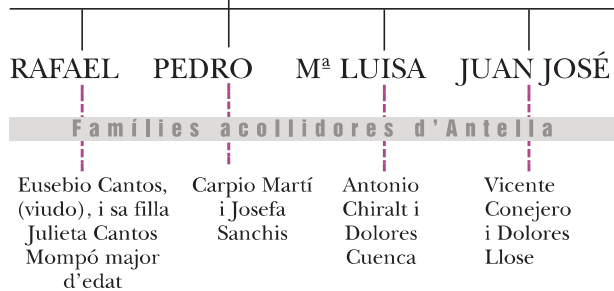 RAFAEL PEDRO Mª LUISA JUAN JOSÉ
Famílies acollidores d'Antella
Eusebio Cantos,
(viudo), i sa filla
Julieta Cantos
Mompó major
d'edat
Carpio Martí
i Josefa
Sanchis
Antonio
Chiralt i
Dolores
Cuenca
Vicente
Conejero
i Dolores
Llose